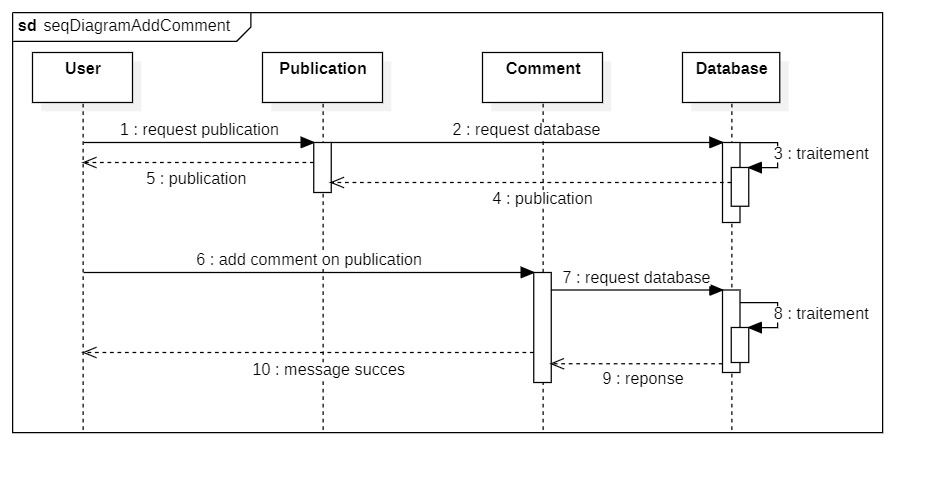 sd seqDiagramAddComment
User
Publication
Comment
Database
1 : request publication
2 : request database
3 : traitement
5 : publication
4 : publication
6 : add comment on publication
7 : request database
8 : traitement
10 : message succes
9 : reponse